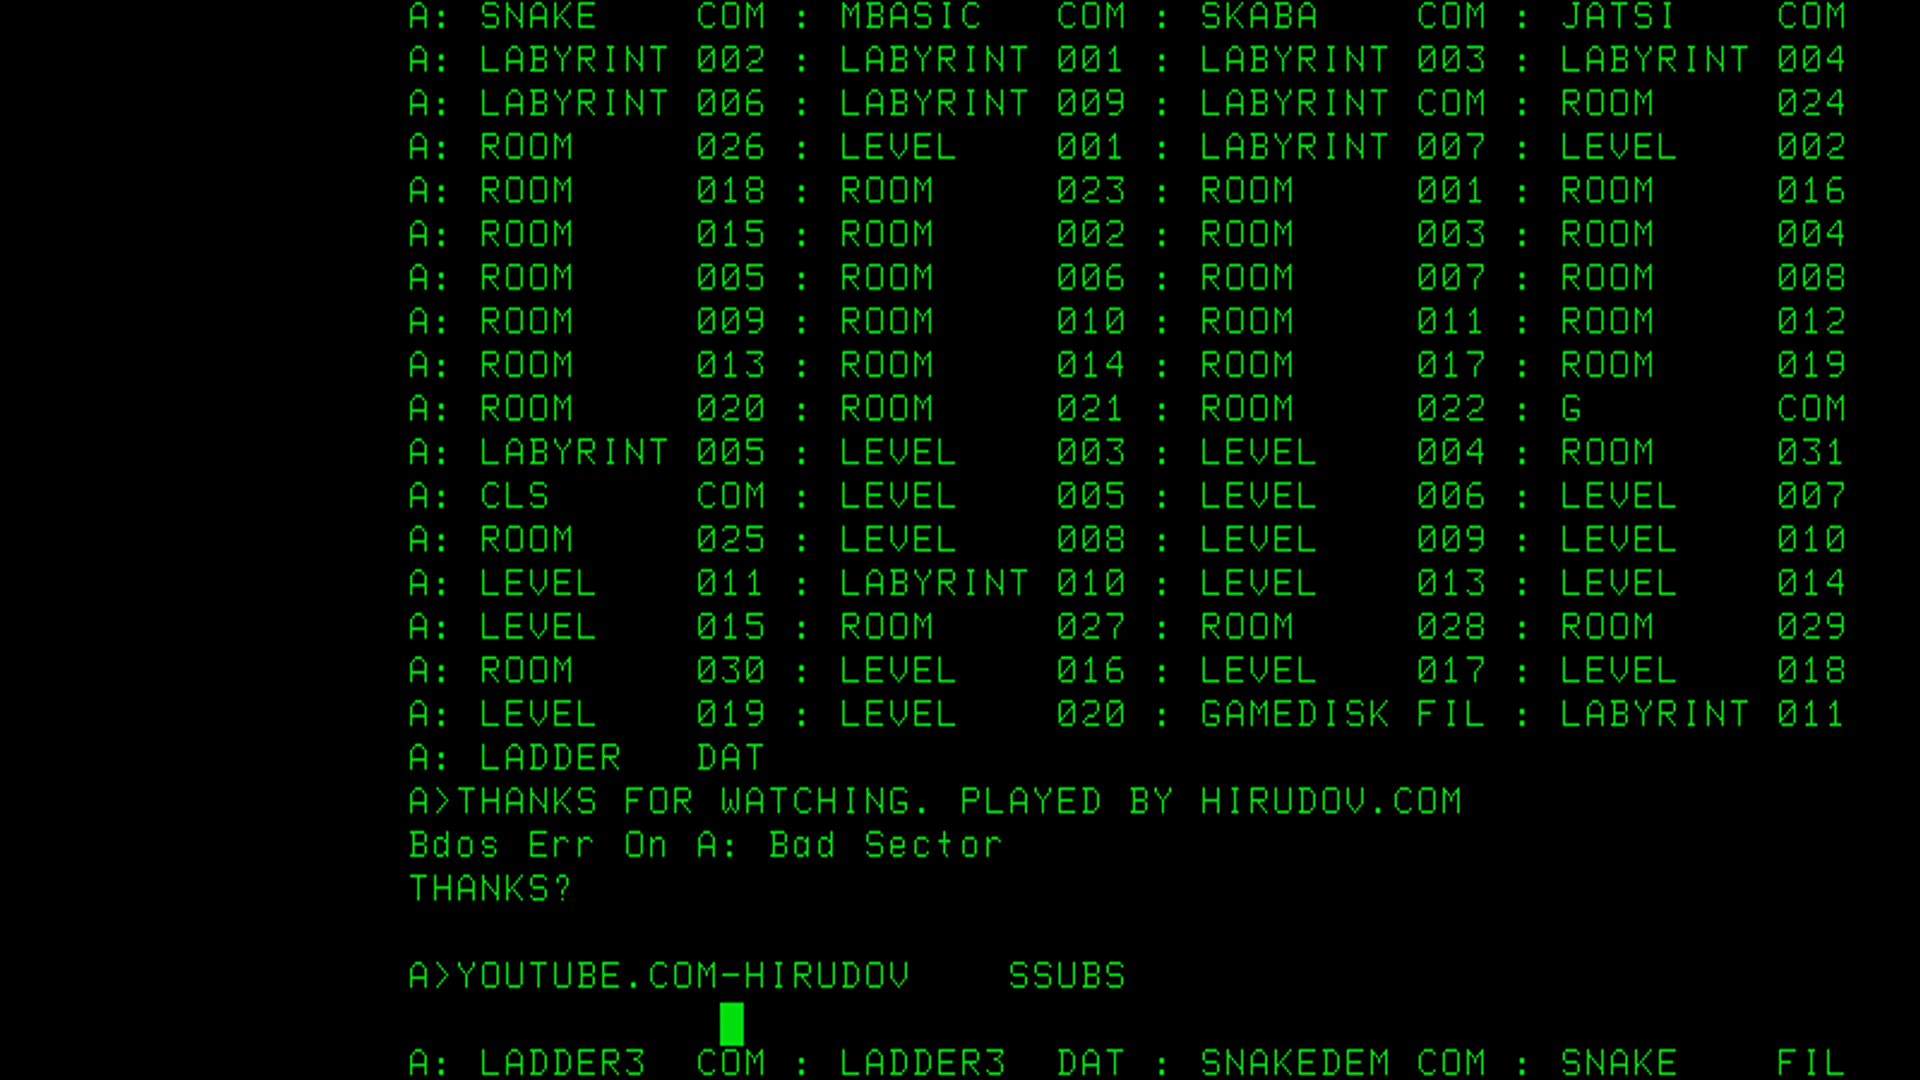 A: SNAKE COM : MBASIC COM : SKABA COM : JATSI COM
A: LABYRINT 002 : LABYRINT 001 : LABYRINT 003 : LABYRINT 004
A: LABYRINT 006 : LABYRINT 009 : LABYRINT COM : ROOM 024
A: ROOM 026 : LEVEL 001 : LABYRINT 007 : LEVEL 002
A: ROOM 018 : ROOM 023 : ROOM 001 : ROOM 016
A: ROOM 015 : ROOM 002 : ROOM 003 : ROOM 004
A: ROOM 005 : ROOM 006 : ROOM 007 : ROOM 008
A: ROOM 009 : ROOM 010 : ROOM 011 : ROOM 012
A: ROOM 013 : ROOM 014 : ROOM 017 : ROOM 019
A: ROOM 020 : ROOM 021 : ROOM 022 : G COM
A: LABYRINT 005 : LEVEL 003 : LEVEL 004 : ROOM 031
A: CLS COM : LEVEL 005 : LEVEL 006 : LEVEL 007
A: ROOM 025 : LEVEL 008 : LEVEL 009 : LEVEL 010
A: LEVEL 011 : LABYRINT 010 : LEVEL 013 : LEVEL 014
A: LEVEL 015 : ROOM 027 : ROOM 028 : ROOM 029
A: ROOM 030 : LEVEL 016 : LEVEL 017 : LEVEL 018
A: LEVEL 019 : LEVEL 020 : GAMEDISK FIL : LABYRINT 011
A: LADDER DAT
A>THANKS FOR WATCHING. PLAYED BY HIRUDOV.COM
Bdos Err On A: Bad Sector
THANKS?
A>YOUTUBE.COM-HIRUDOV SSUBS
A: LADDER3 COM : LADDER3 DAT : SNAKEDEM COM : SNAKE FIL